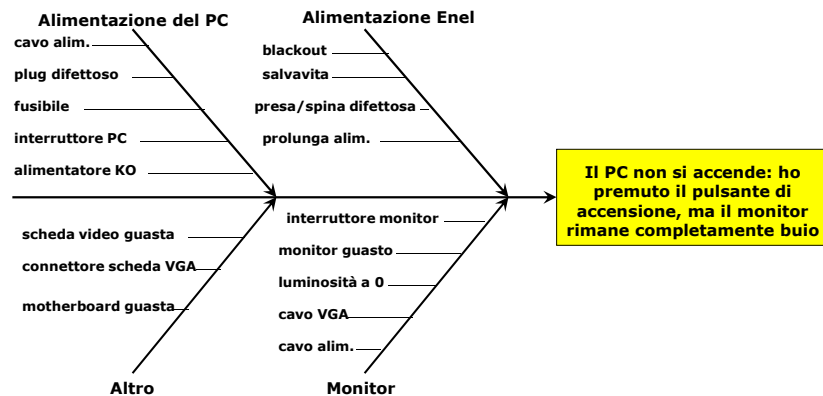 Alimentazione del PC
cavo alim.
plug difettoso
fusibile
interruttore PC
alimentatore KO
Alimentazione Enel
blackout
salvavita
presa/spina difettosa
prolunga alim.
Il PC non si accende: ho
premuto il pulsante di
accensione, ma il monitor
rimane completamente buio
scheda video guasta
connettore scheda VGA
motherboard guasta
Altro
interruttore monitor
monitor guasto
luminosità a 0
cavo VGA
cavo alim.
Monitor